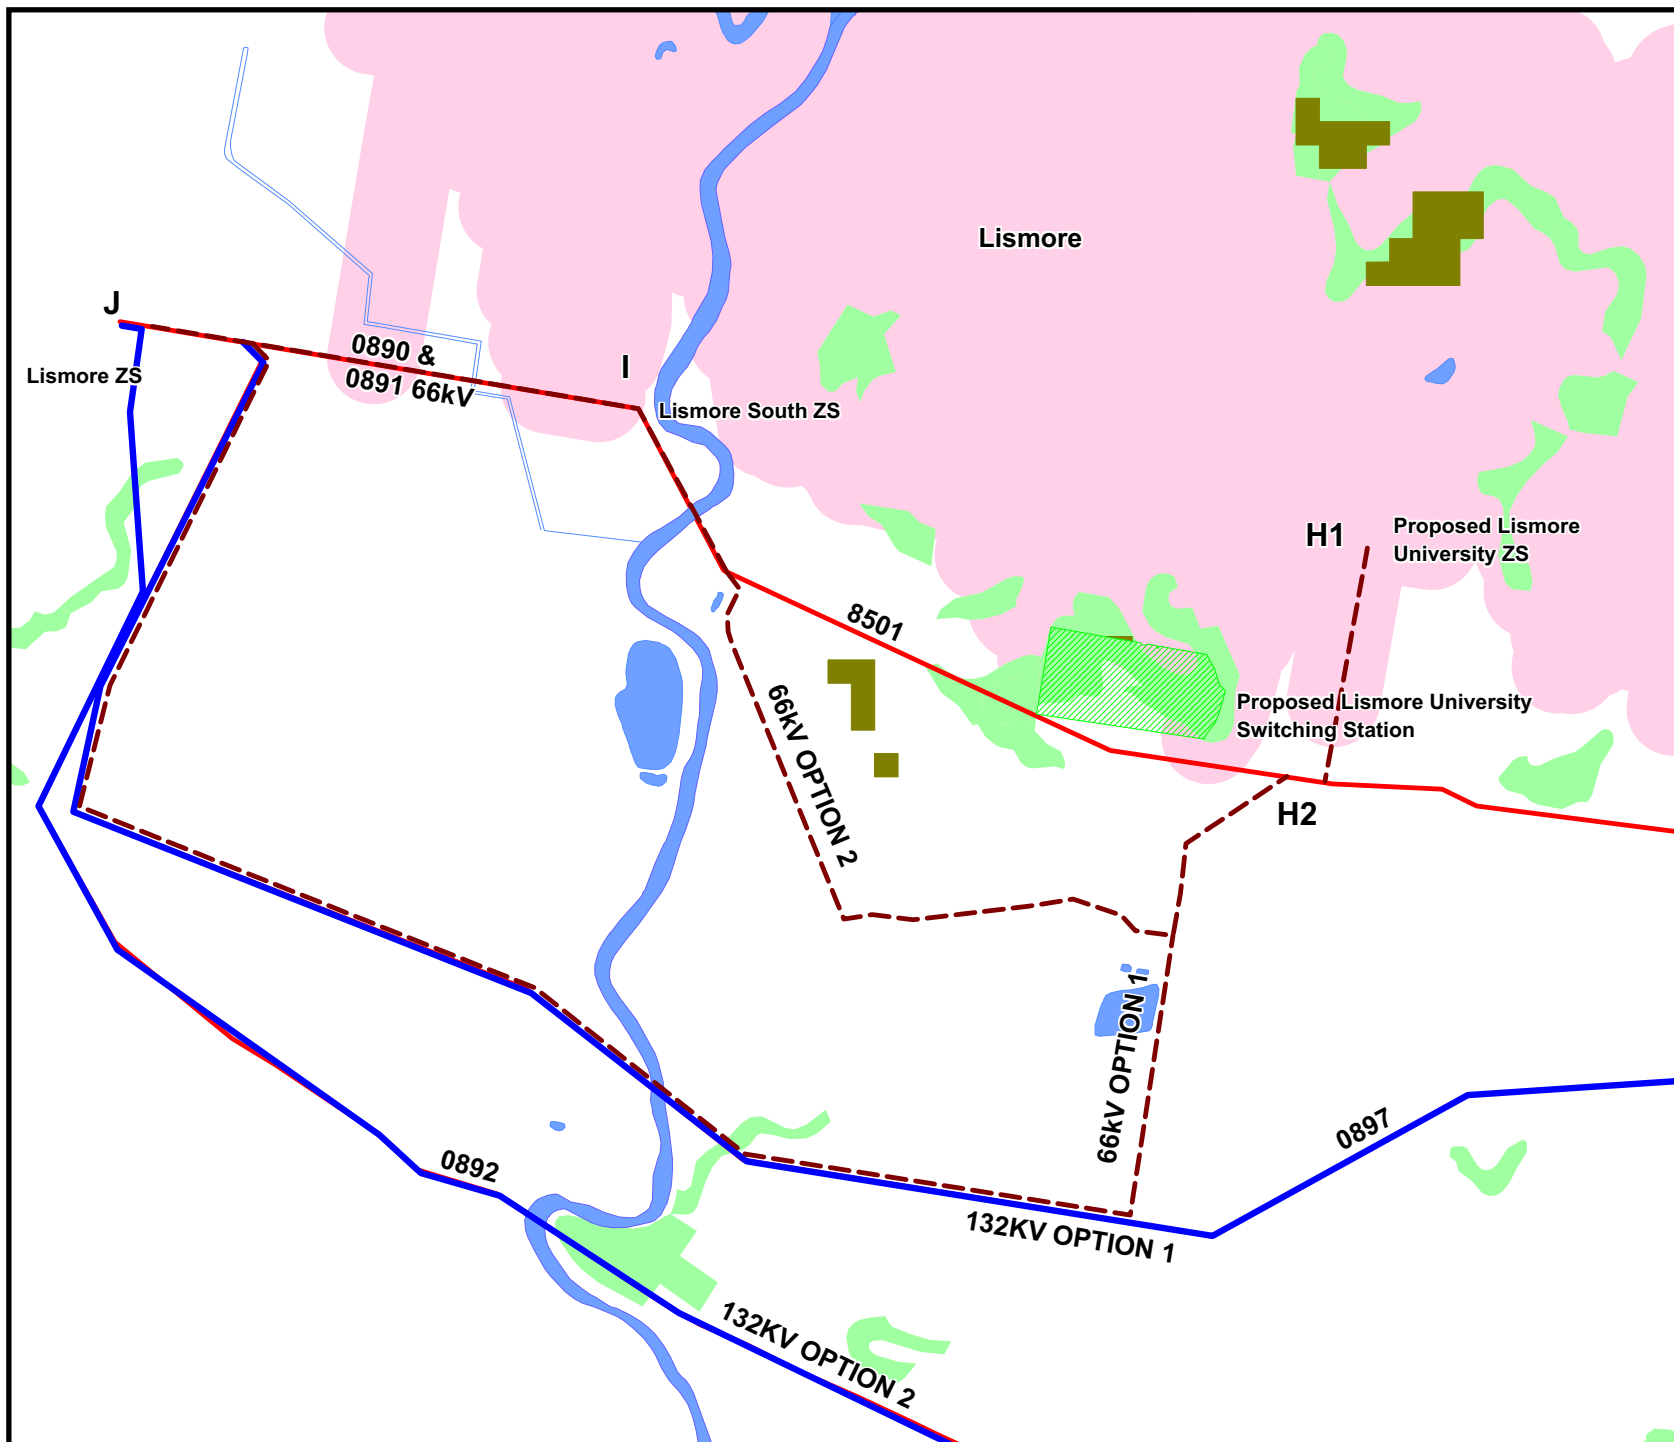 Lismore
J
0890 &
0891 66kV
I
Lismore ZS
Lismore South ZS
H1
Proposed Lismore
University ZS
8501
66kV OPTION 2
Proposed Lismore University
Switching Station
H2
66kV OPTION 1
0897
0892
132KV OPTION 1
132KV OPTION 2